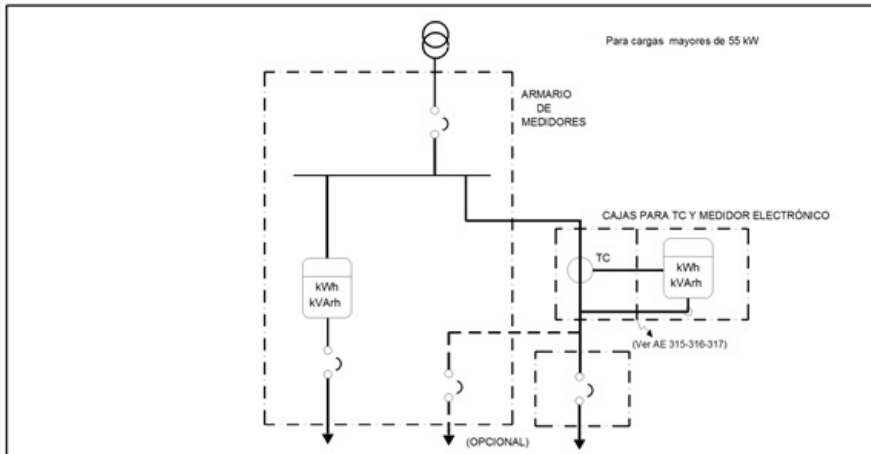 Para cargas mayores de 55 kW
ARMARIO
DE
MEDIDORES
CAJAS PARA TC Y MEDIDOR ELECTRÓNICO
TC
kWh
kVArh
kWh
kVArh
(Ver AE 315-316-317)
(OPCIONAL)